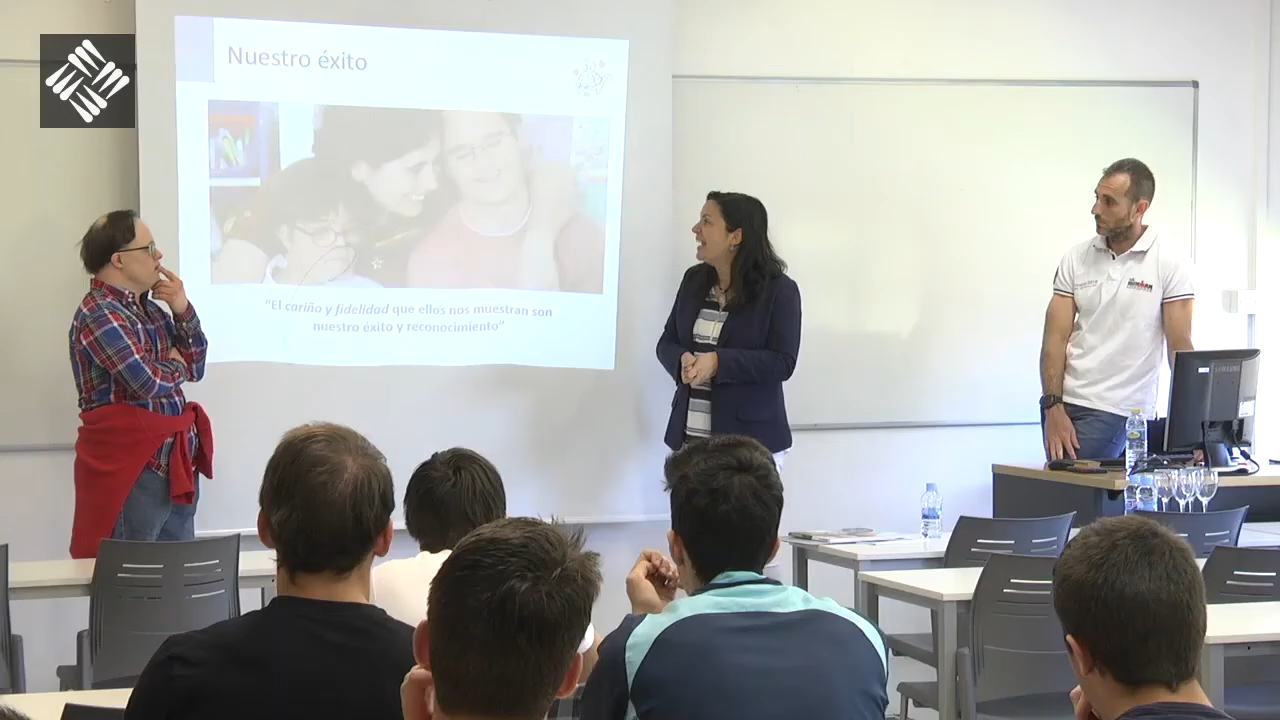 Nuestro éxito
"El cariño y fidelidad que ellos nos muestran son
nuestro éxito y reconocimiento"